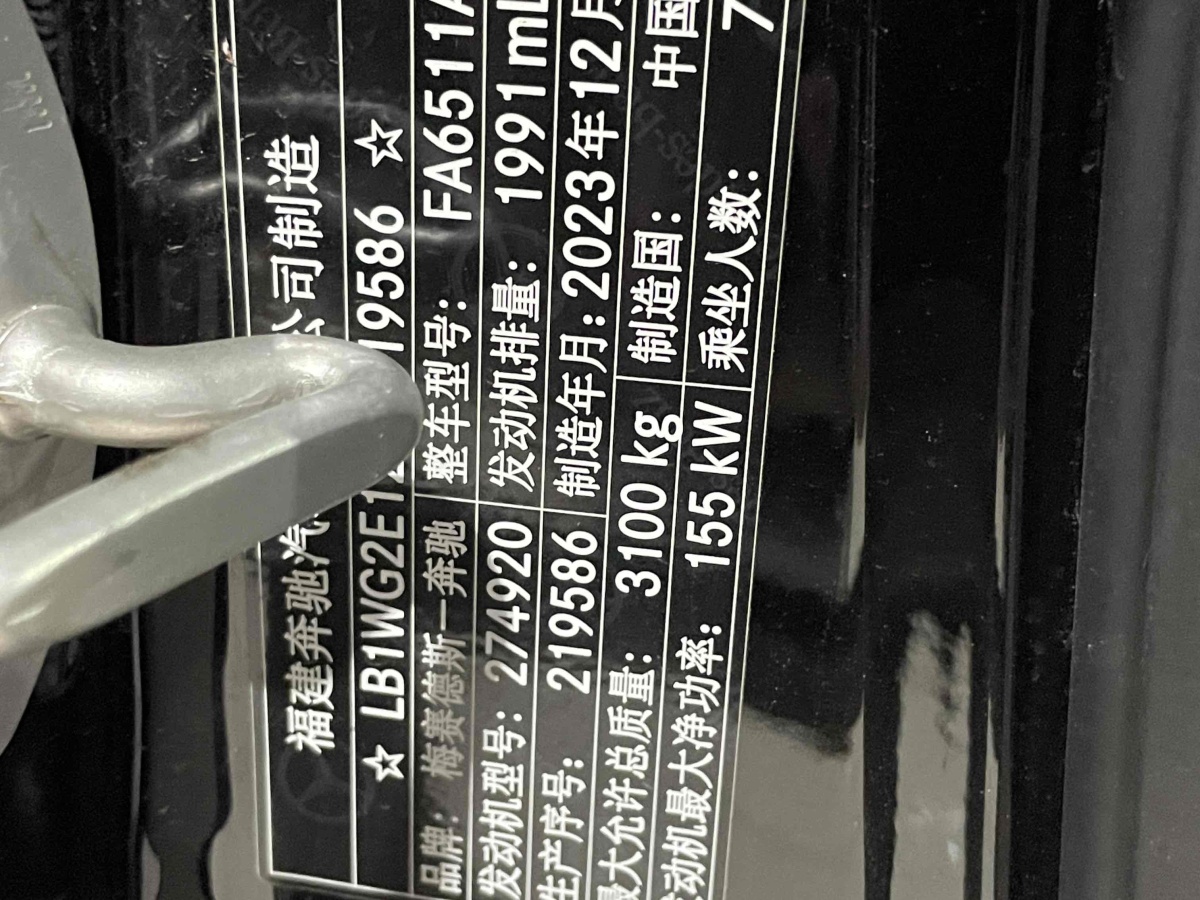 福建奔驰汽 公司制造
☆ LB1WG2E1 19586 ☆
品牌:梅赛德斯—奔驰 整车型号: FA6511
发动机型号: 274920 发动机排量: 1991mL
生产序号: 219586 制造年月: 2023年12月
最大允许总质量: 3100 kg 制造国: 中国
发动机最大净功率: 155 kW 乘坐人数: 7